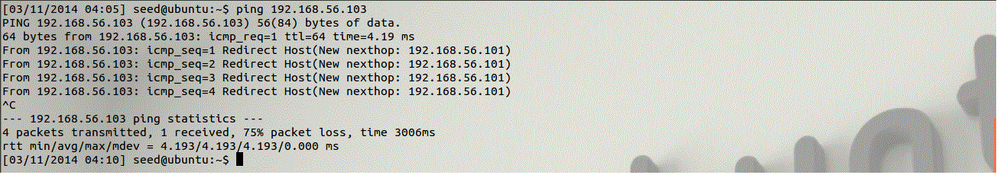 [03/11/2014 04:05] seed@ubuntu:~$ ping 192.168.56.103
PING 192.168.56.103 (192.168.56.103) 56(84) bytes of data.
64 bytes from 192.168.56.103: icmp_req=1 ttl=64 time=4.19 ms
From 192.168.56.103: icmp_seq=1 Redirect Host(New nexthop: 192.168.56.101)
From 192.168.56.103: icmp_seq=2 Redirect Host(New nexthop: 192.168.56.101)
From 192.168.56.103: icmp_seq=3 Redirect Host(New nexthop: 192.168.56.101)
From 192.168.56.103: icmp_seq=4 Redirect Host(New nexthop: 192.168.56.101)
^C
--- 192.168.56.103 ping statistics ---
4 packets transmitted, 1 received, 75% packet loss, time 3006ms
rtt min/avg/max/mdev = 4.193/4.193/4.193/0.000 ms
[03/11/2014 04:10] seed@ubuntu:~$